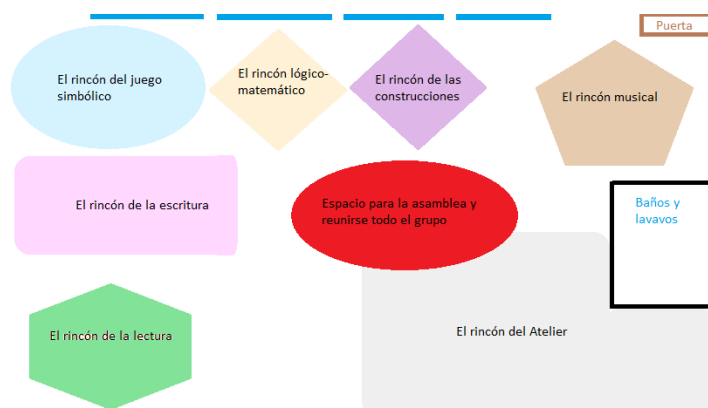 Puerta
El rincón del juego
simbólico
El rincón lógico-
matemático
El rincón de las
construcciones
El rincón musical
El rincón de la escritura
Espacio para la asamblea y
reunirse todo el grupo
Baños y
lavavos
El rincón de la lectura
El rincón del Atelier